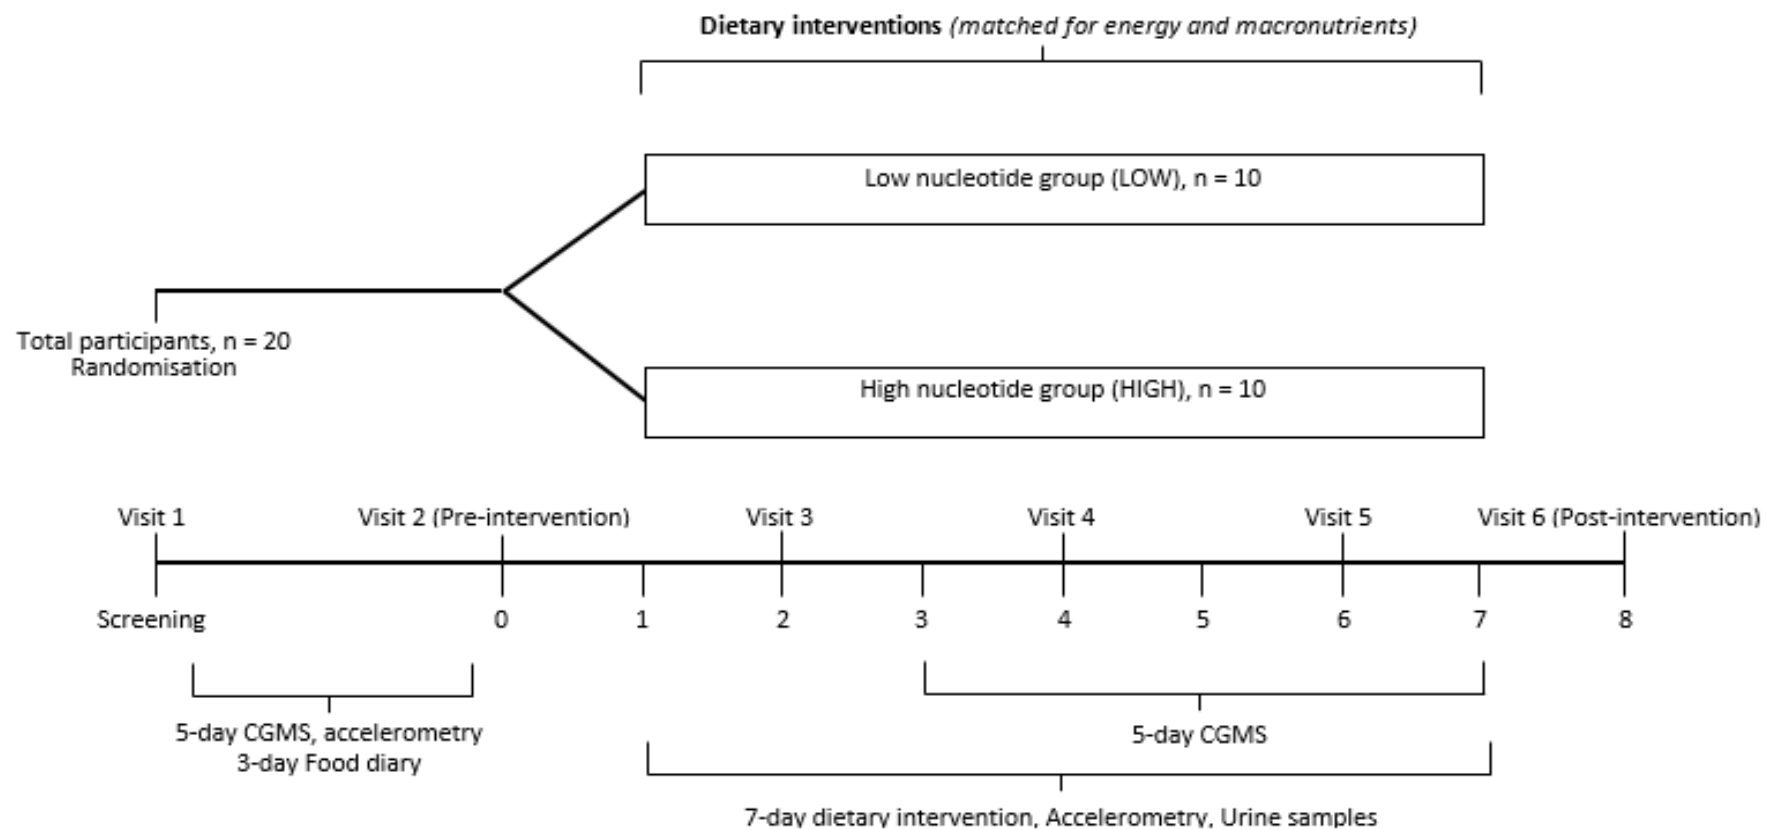 Dietary interventions (matched for energy and macronutrients)
Low nucleotide group (LOW), n = 10
Total participants, n = 20
Randomisation
High nucleotide group (HIGH), n = 10
Visit 1
Visit 2 (Pre-intervention)
Visit 3
Visit 4
Visit 5
Visit 6 (Post-intervention)
Screening
0
1
2
3
4
5
6
7
8
5-day CGMS, accelerometry
3-day Food diary
5-day CGMS
7-day dietary intervention, Accelerometry, Urine samples